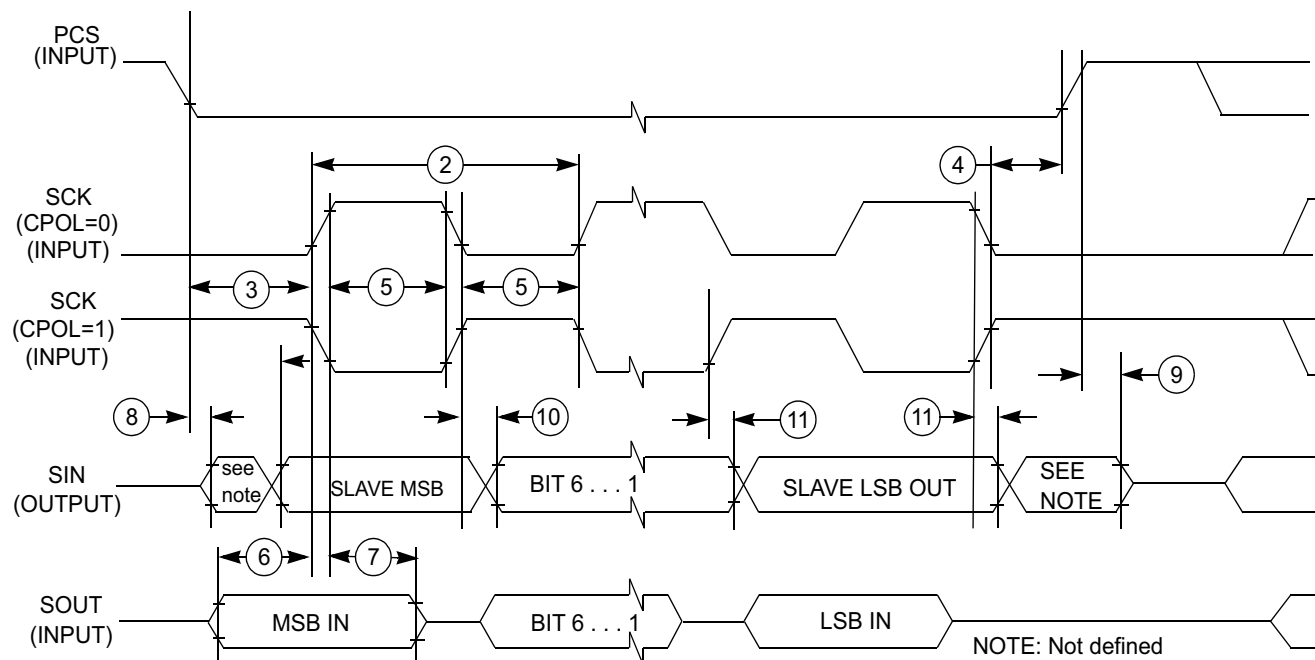 PCS
(INPUT)
2
4
SCK
(CPOL=0)
(INPUT)
3
5
5
SCK
(CPOL=1)
(INPUT)
9
8
10
11
11
SIN
(OUTPUT)
see
note
SLAVE MSB
BIT 6 . . . 1
SLAVE LSB OUT
SEE
NOTE
6
7
SOUT
(INPUT)
MSB IN
BIT 6 . . . 1
LSB IN
NOTE: Not defined